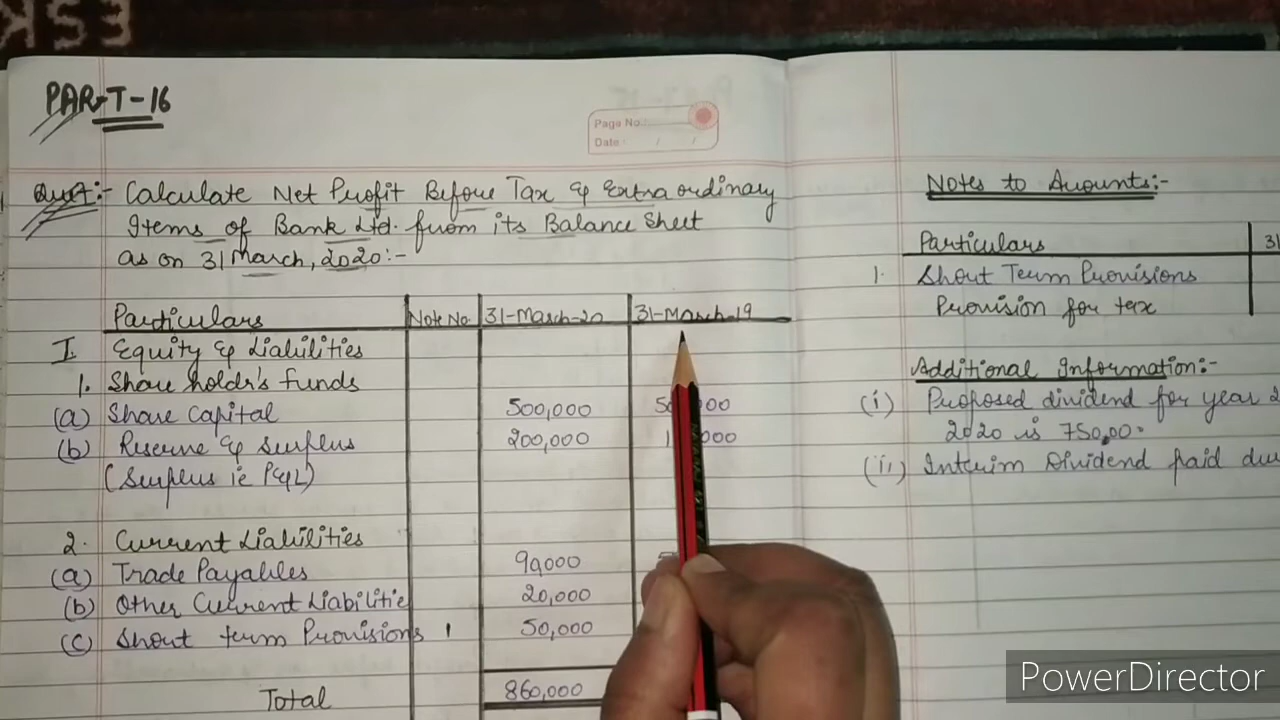 PART-16
Page No.:
Date: / /
Ques:- Calculate Net Profit Before Tax & Extraordinary
Items of Bank Ltd. from its Balance Sheet
as on 31 March, 2020:-
Particulars Note No. 31-March-20 31-March-19
I. Equity & Liabilities
1. Share holdr's funds
(a) Share Capital 500,000
(b) Reserve & Surplus 200,000
(Surplus ie P&L)
2. Current Liabilities
(a) Trade Payables 90,000
(b) Other Current Liabilitie 20,000
(c) Short term Provisions 1 50,000
Total 860,000
Notes to Amounts:-
Particulars 31
1. Short Term Provisions
Provision for tax
Additional Information:-
(i) Proposed dividend for year 2
2020 is 750,00.
(ii) Interim Dividend paid du
PowerDirector